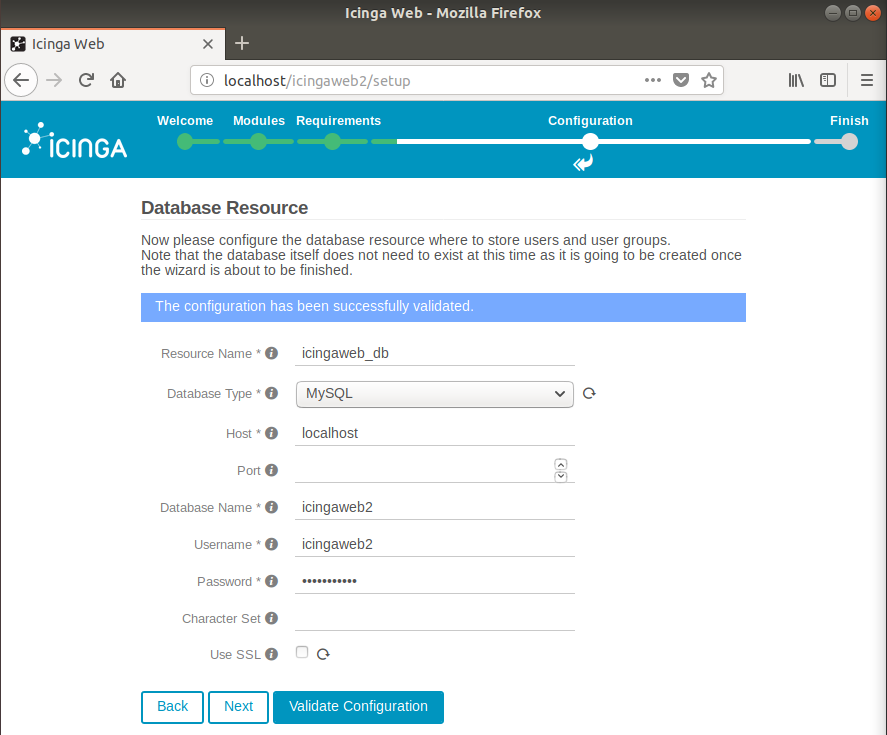 Icinga Web - Mozilla Firefox
Icinga Web
localhost/icingaweb2/setup
ICINGA
Welcome Modules Requirements Configuration Finish
Database Resource
Now please configure the database resource where to store users and user groups.
Note that the database itself does not need to exist at this time as it is going to be created once
the wizard is about to be finished.
The configuration has been successfully validated.
Resource Name * icingaweb_db
Database Type * MySQL
Host * localhost
Port
Database Name * icingaweb2
Username * icingaweb2
Password * •••••••••••
Character Set
Use SSL
Back Next Validate Configuration